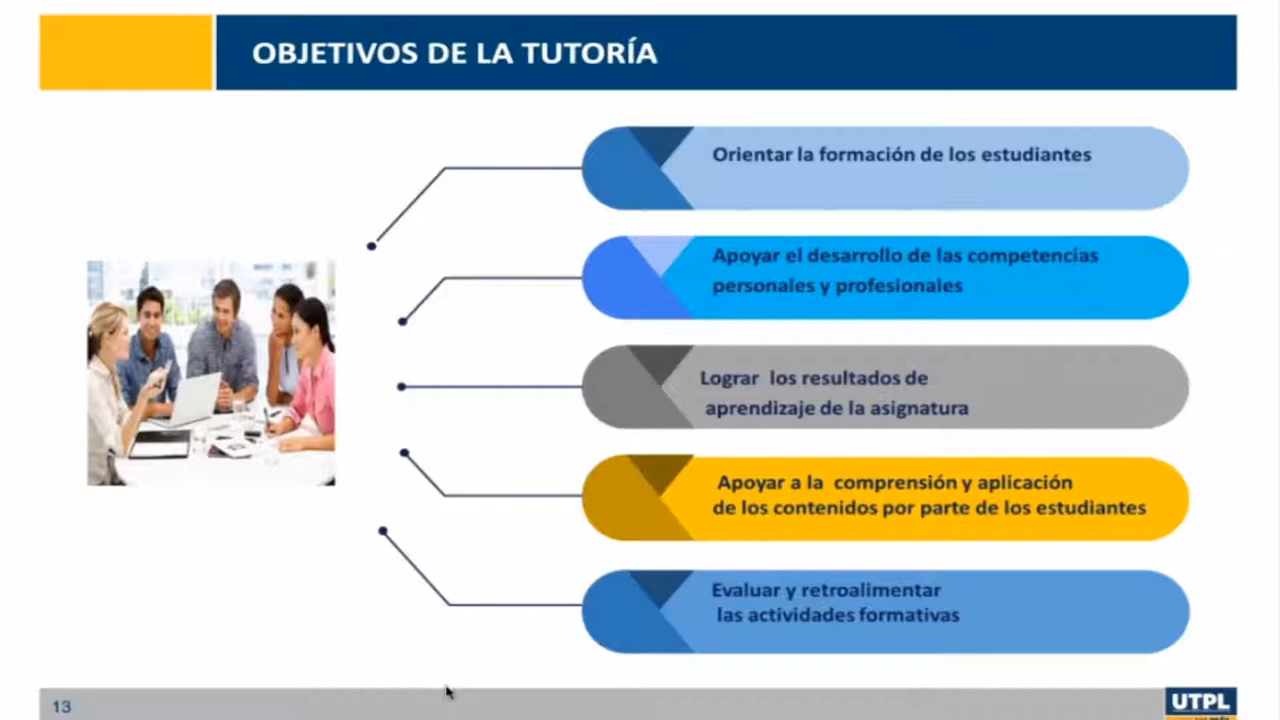 OBJETIVOS DE LA TUTORÍA
Orientar la formación de los estudiantes
Apoyar el desarrollo de las competencias
personales y profesionales
Lograr los resultados de
aprendizaje de la asignatura
Apoyar a la comprensión y aplicación
de los contenidos por parte de los estudiantes
Evaluar y retroalimentar
las actividades formativas
13
UTPL